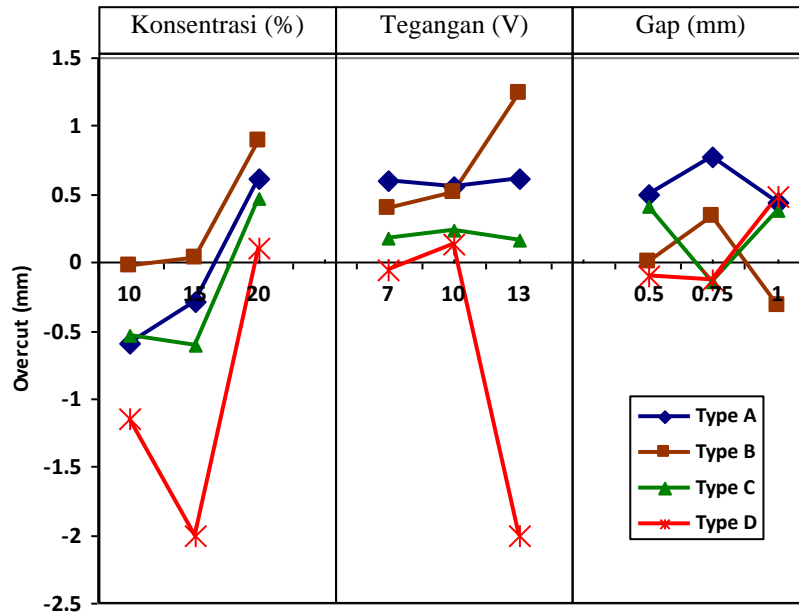 Konsentrasi (%) Tegangan (V) Gap (mm)
1.5
1
0.5
0
-0.5
-1
-1.5
-2
-2.5
Overcut (mm)
10 15 20 7 10 13 0.5 0.75 1
Type A
Type B
Type C
Type D